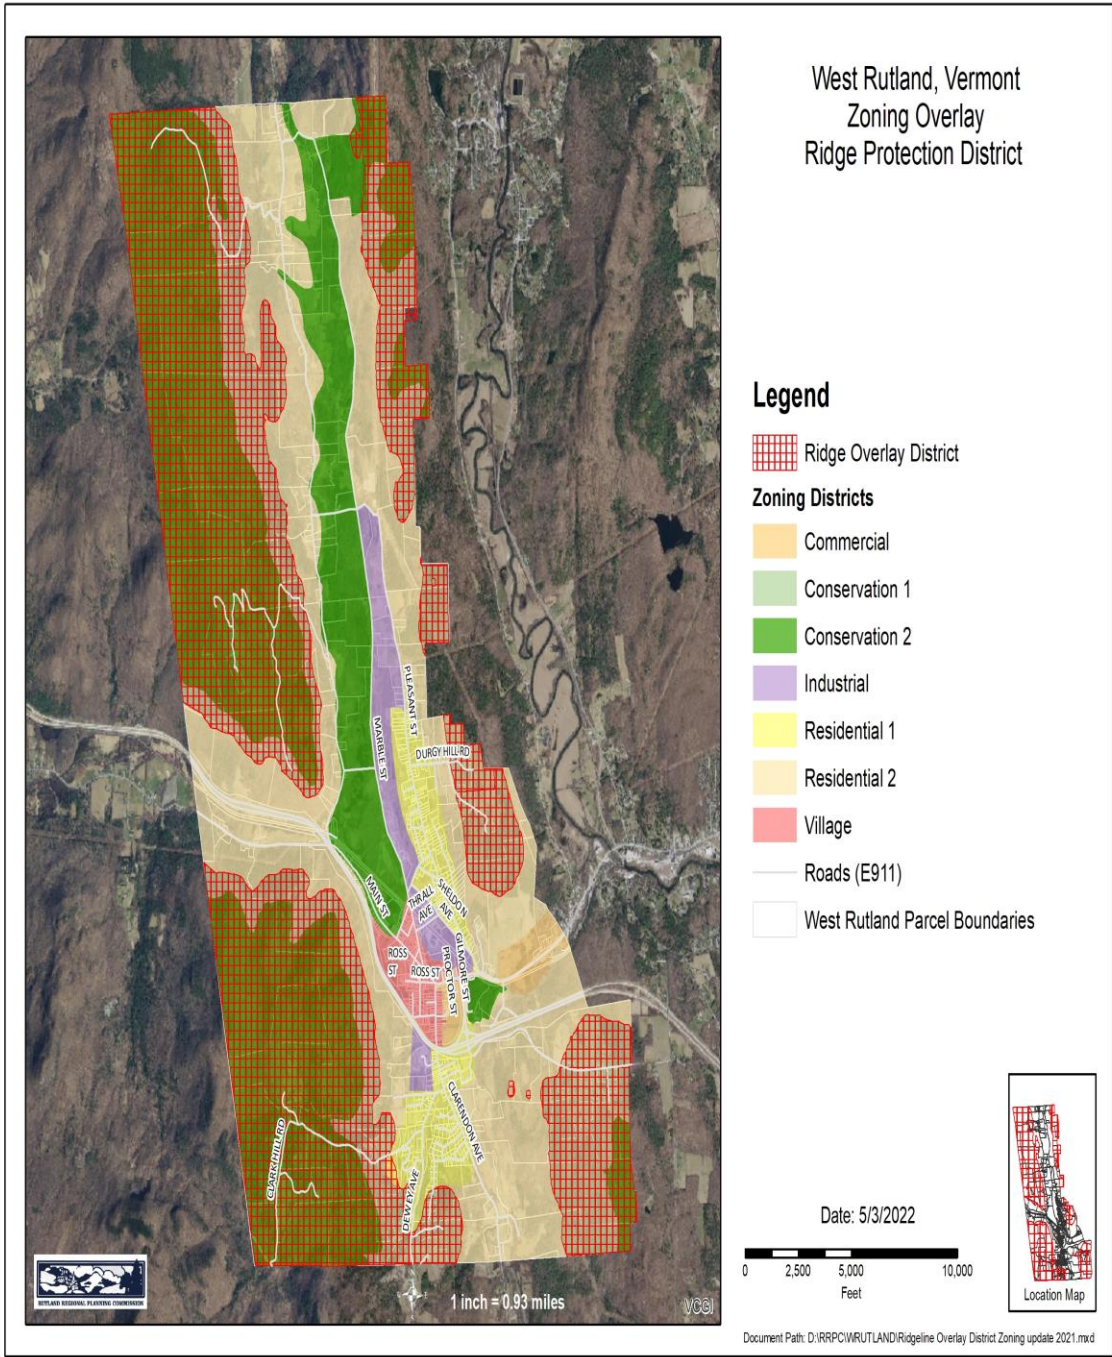 West Rutland, Vermont
Zoning Overlay
Ridge Protection District
Legend
Ridge Overlay District
Zoning Districts
Commercial
Conservation 1
Conservation 2
Industrial
Residential 1
Residential 2
Village
Roads (E911)
West Rutland Parcel Boundaries
PLEASANT ST
MARBLE ST
DURGY HILL RD
MAIN ST
THRALL
AVE
SHELDON
AVE
GILMORE ST
PROCTOR ST
ROSS
ST
ROSS ST
CLARENDON AVE
CLARK HILL RD
DEWEY AVE
RUTLAND REGIONAL PLANNING COMMISSION
1 inch = 0.93 miles
VCGI
Date: 5/3/2022
0 2,500 5,000 10,000
Feet
Location Map
Document Path: D:\RRPC\WRUTLAND\Ridgeline Overlay District Zoning update 2021.mxd